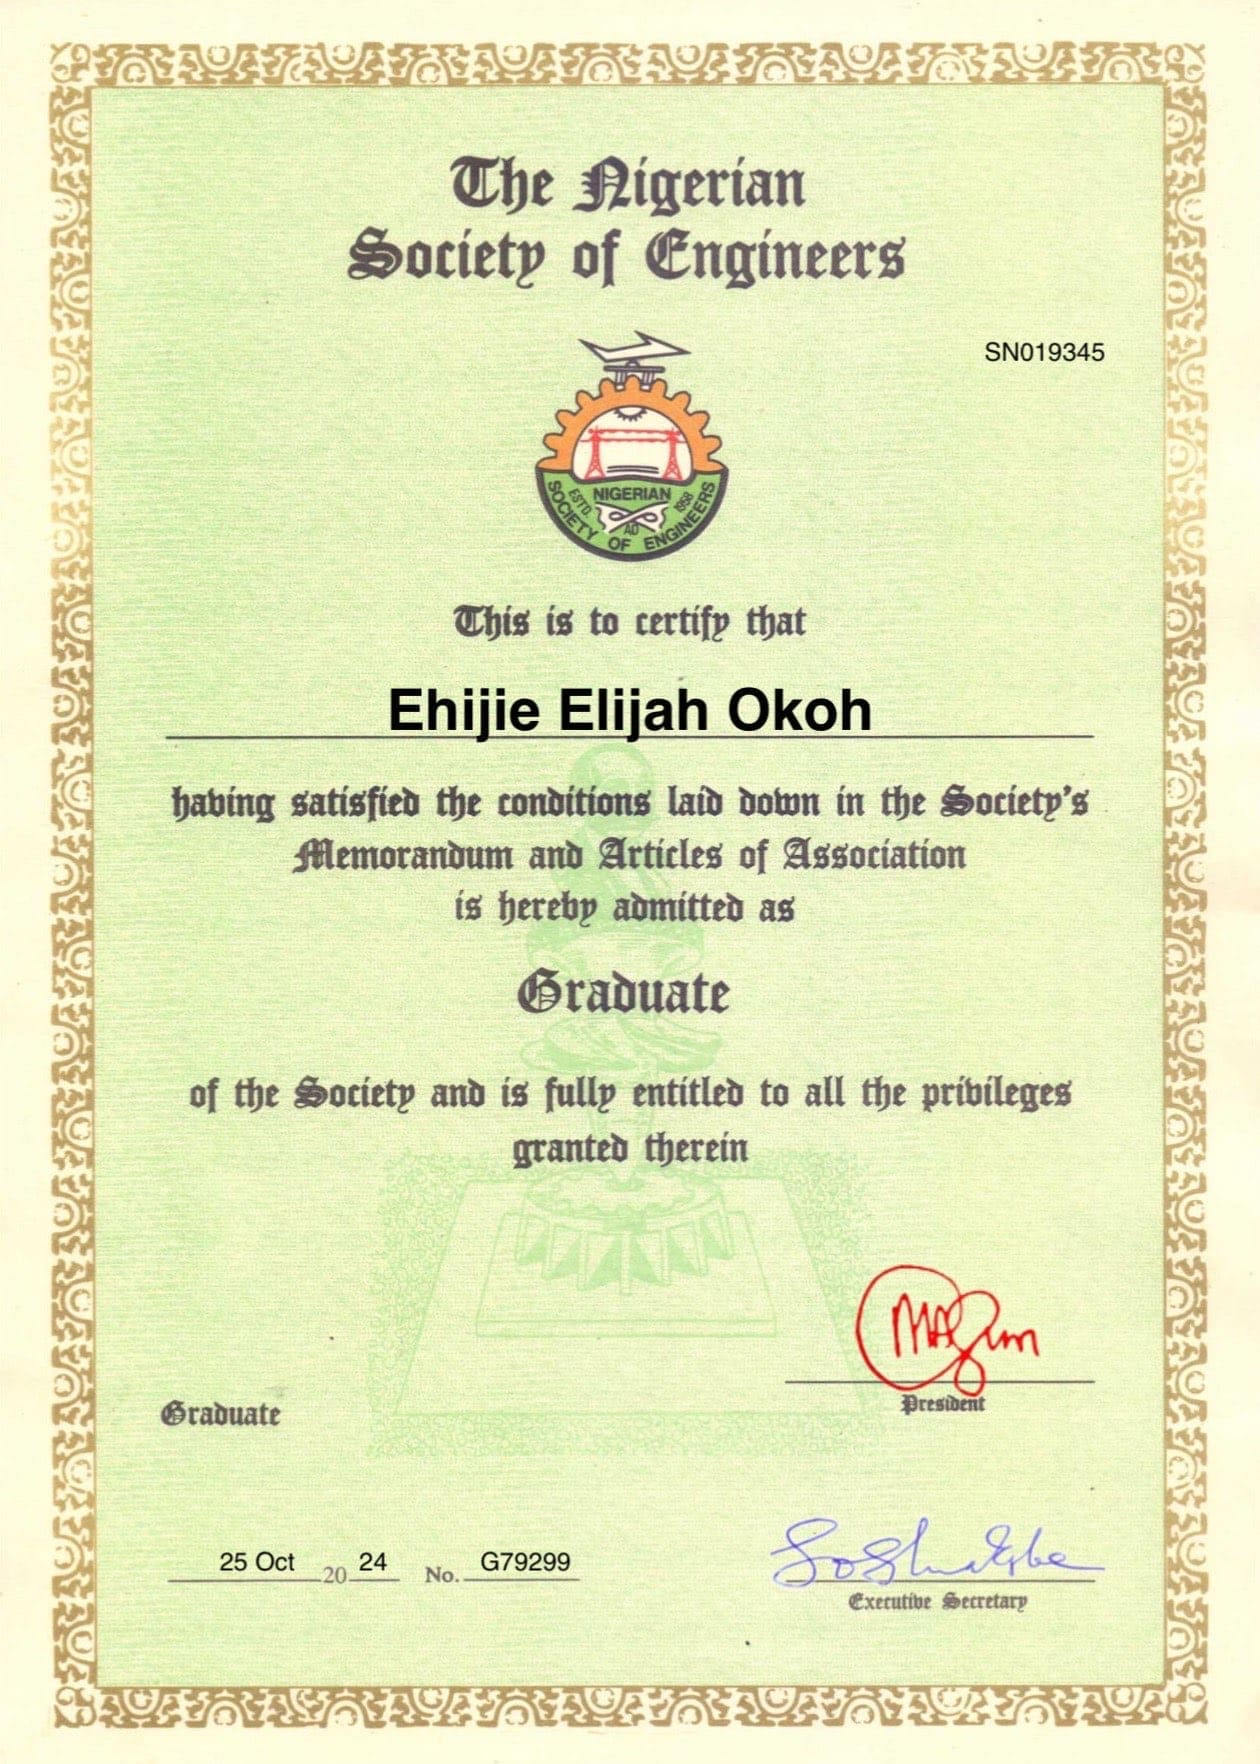 The Nigerian
Society of Engineers
SN019345
NIGERIAN
ESTD. 1958
AD
SOCIETY OF ENGINEERS
This is to certify that
Ehijie Elijah Okoh
having satisfied the conditions laid down in the Society's
Memorandum and Articles of Association
is hereby admitted as
Graduate
of the Society and is fully entitled to all the privileges
granted therein
President
Graduate
25 Oct 20 24 No. G79299
Executive Secretary